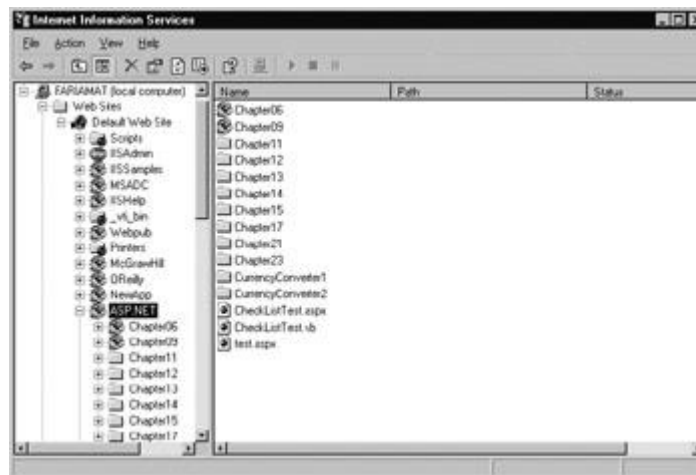 Internet Information Services
File Action View Help
FARIAMAT (local computer)
Web Sites
Default Web Site
Scripts
IISAdmin
IISSamples
MSADC
IISHelp
_vti_bin
Webpub
Printers
McGrawHill
OReilly
NewApp
ASP.NET
Chapter06
Chapter09
Chapter11
Chapter12
Chapter13
Chapter14
Chapter15
Chapter17
Name Path Status
Chapter06
Chapter09
Chapter11
Chapter12
Chapter13
Chapter14
Chapter15
Chapter17
Chapter21
Chapter23
CurrencyConverter1
CurrencyConverter2
CheckListTest.aspx
CheckListTest.vb
test.aspx